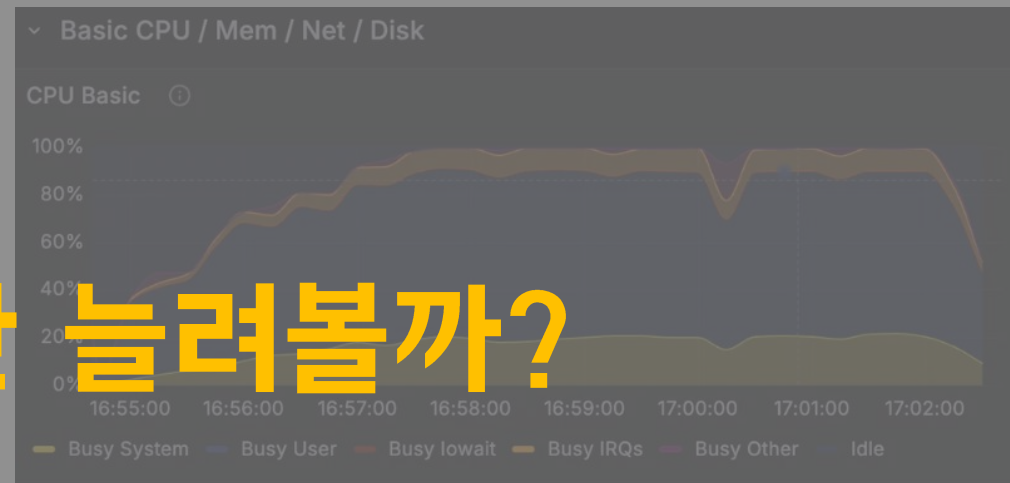 Basic CPU / Mem / Net / Disk
CPU Basic
100%
80%
60%
40%
20%
0%
늘려볼까?
16:55:00 16:56:00 16:57:00 16:58:00 16:59:00 17:00:00 17:01:00 17:02:00
Busy System Busy User Busy Iowait Busy IRQs Busy Other Idle